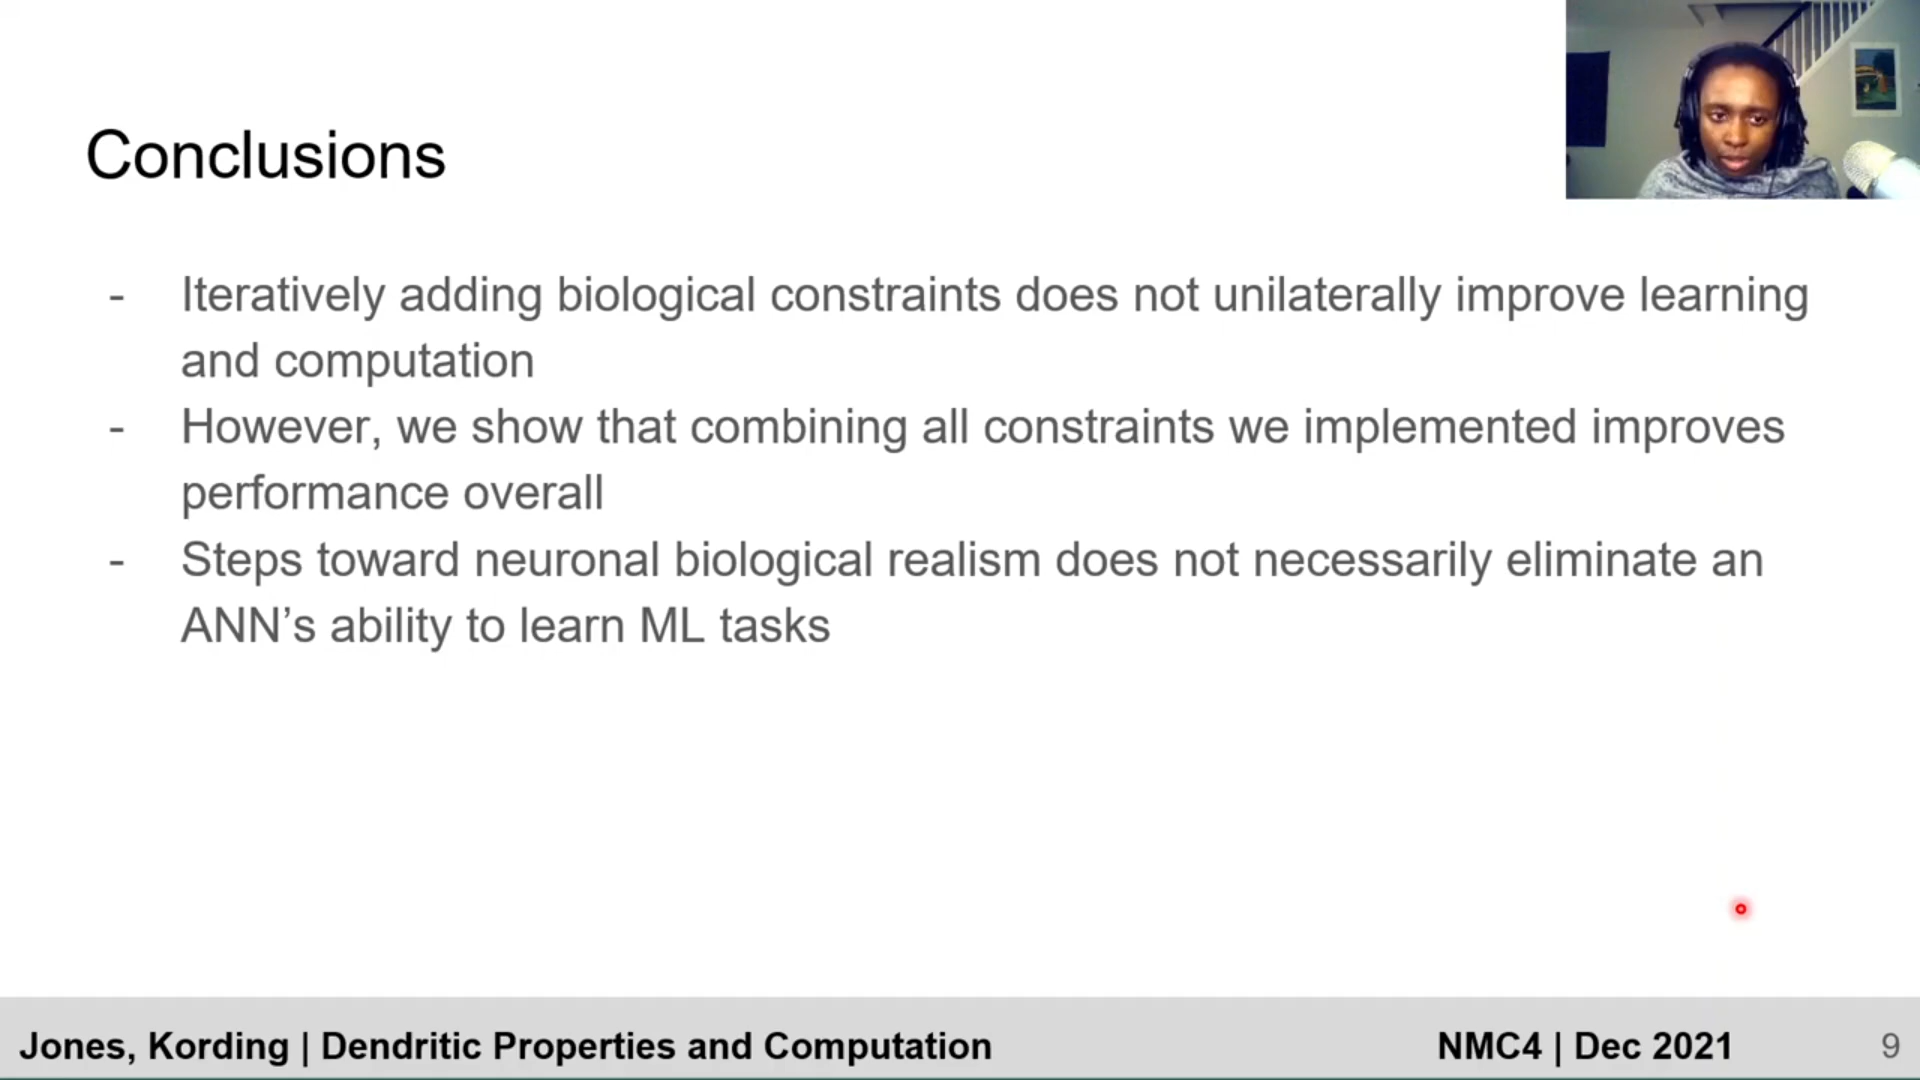 Conclusions
- Iteratively adding biological constraints does not unilaterally improve learning
and computation
- However, we show that combining all constraints we implemented improves
performance overall
- Steps toward neuronal biological realism does not necessarily eliminate an
ANN’s ability to learn ML tasks
Jones, Kording | Dendritic Properties and Computation
NMC4 | Dec 2021
9